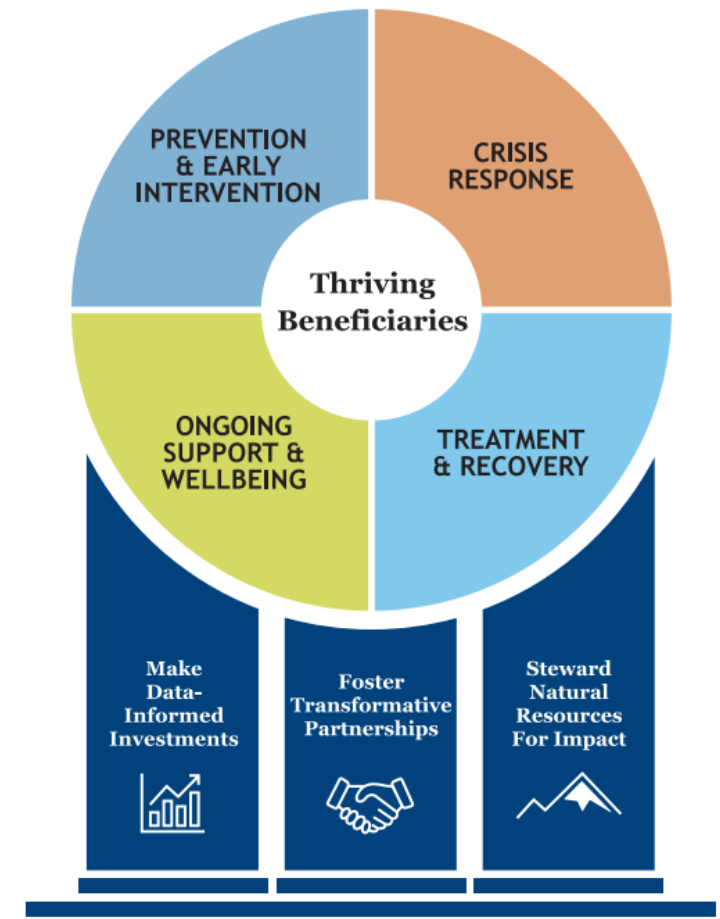 PREVENTION
& EARLY
INTERVENTION
CRISIS
RESPONSE
Thriving
Beneficiaries
ONGOING
SUPPORT &
WELLBEING
TREATMENT
& RECOVERY
Make
Data-
Informed
Investments
Foster
Transformative
Partnerships
Steward
Natural
Resources
For Impact